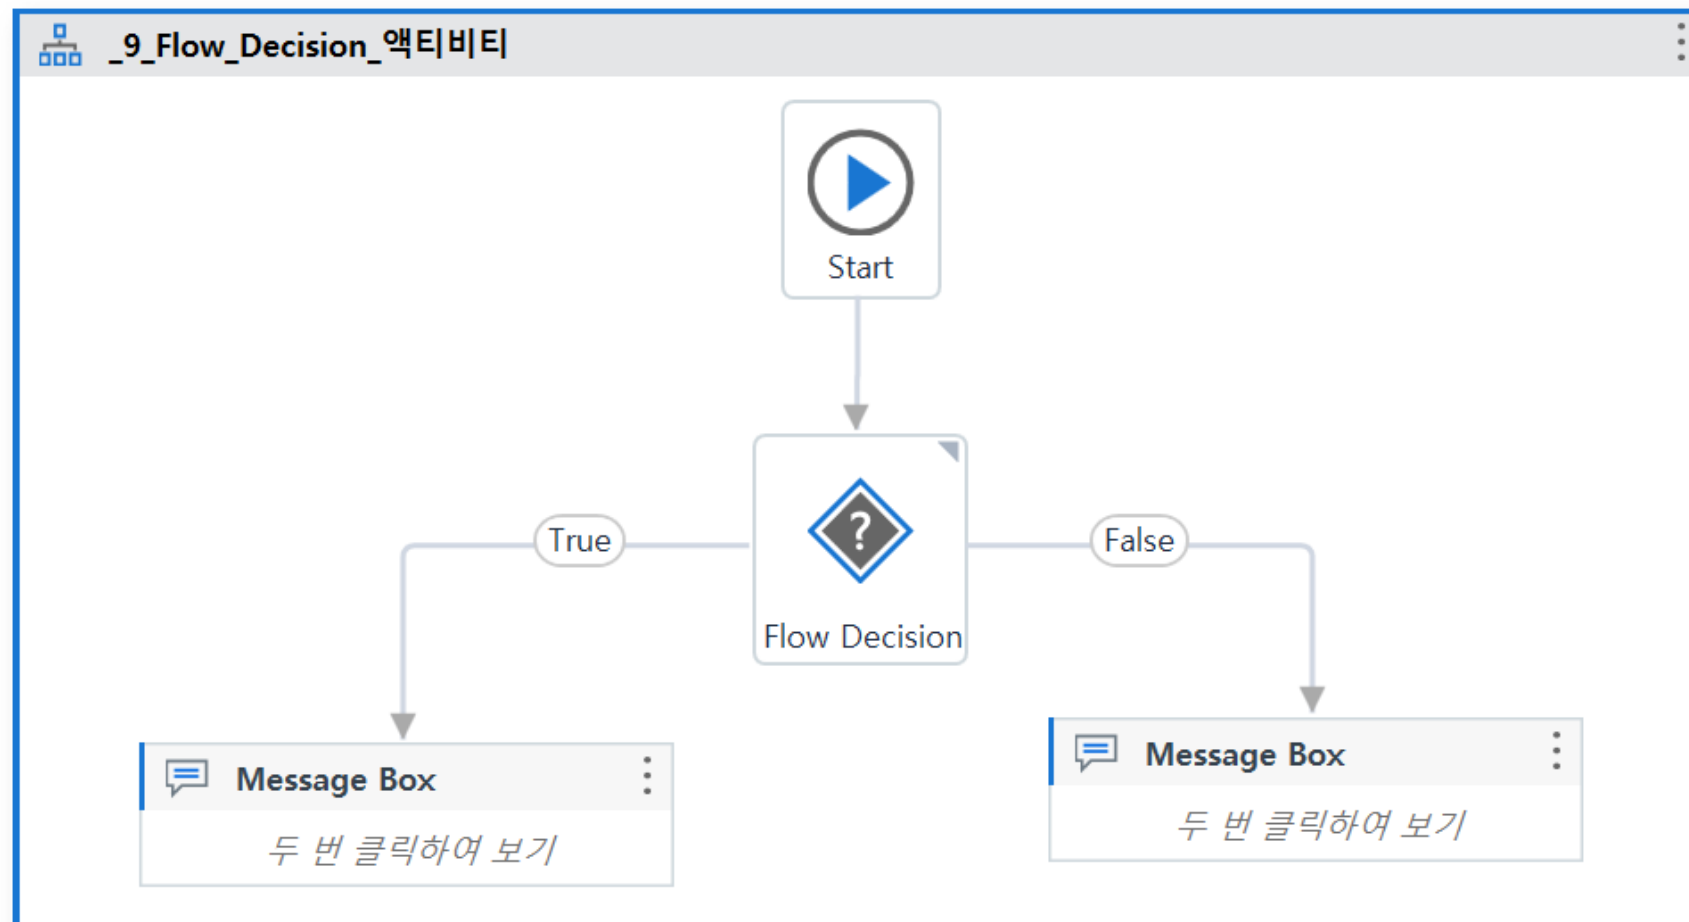 _9_Flow_Decision_액티비티
Start
?
True
False
Flow Decision
Message Box
두 번 클릭하여 보기
Message Box
두 번 클릭하여 보기